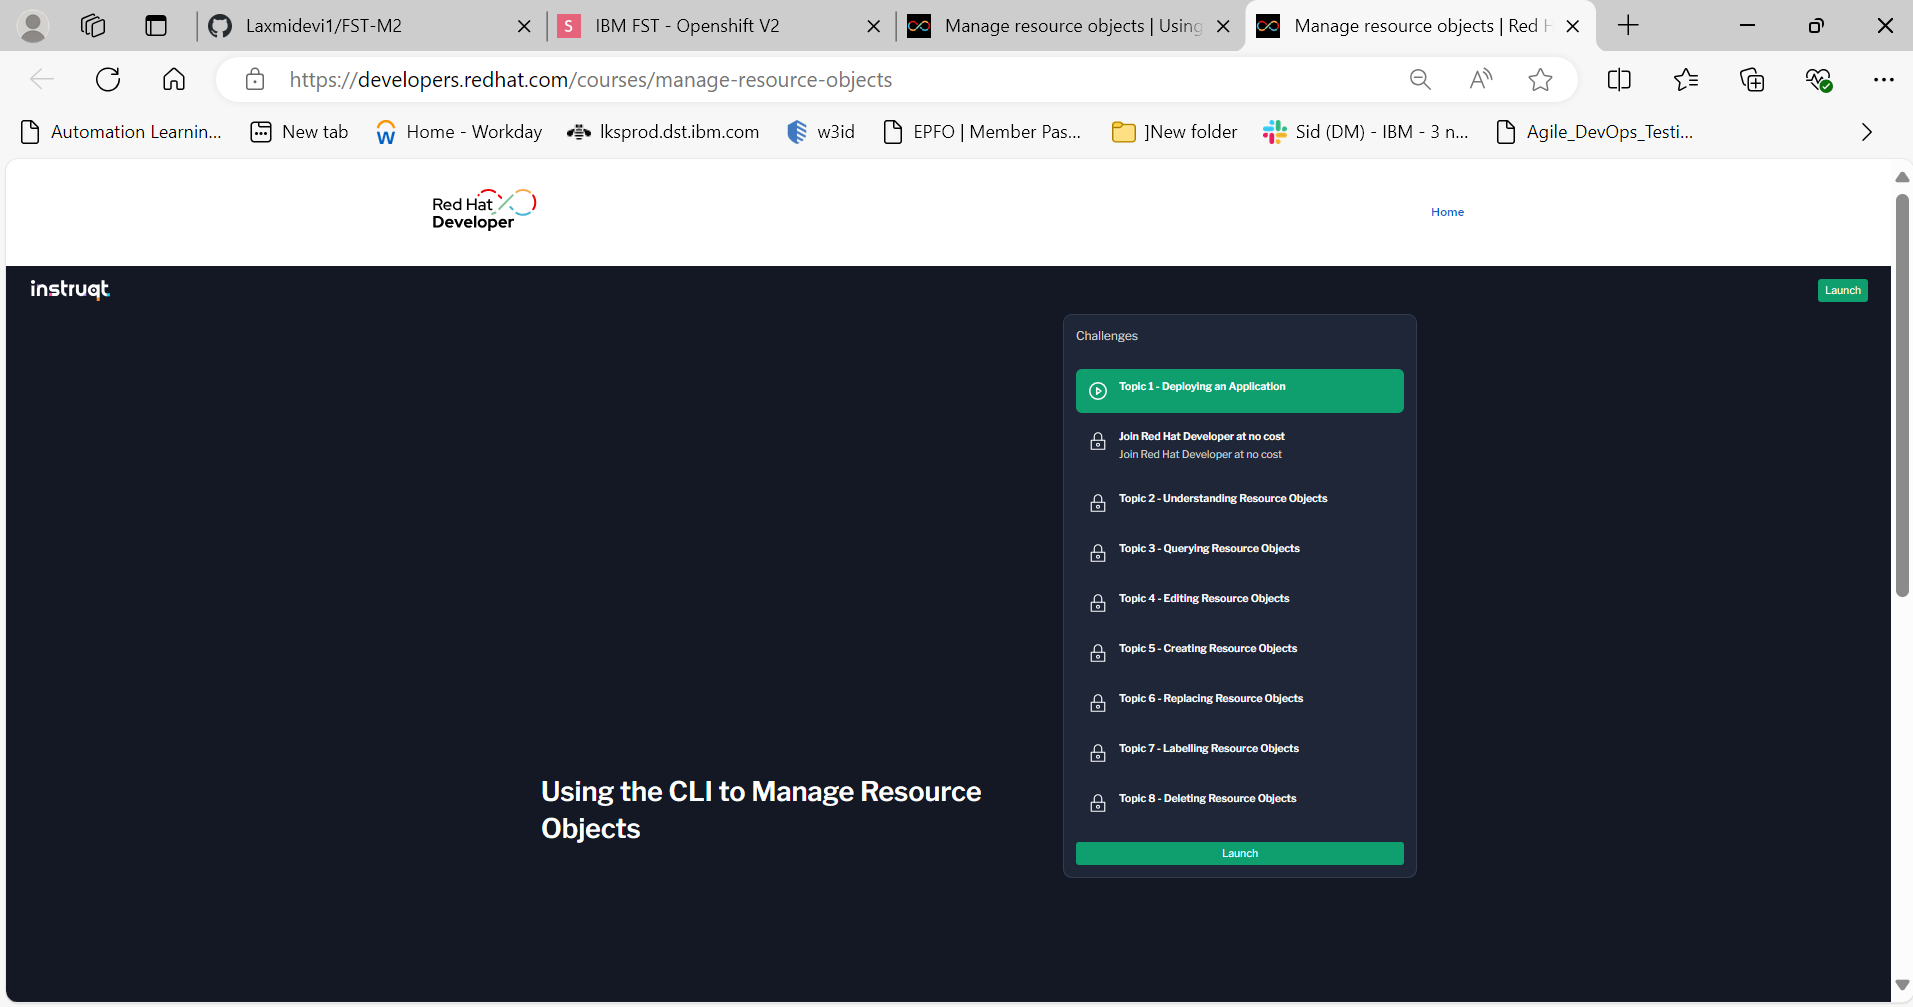 Laxmidevi1/FST-M2
S
IBM FST - Openshift V2
Manage resource objects | Using
Manage resource objects | Red H
https://developers.redhat.com/courses/manage-resource-objects
Automation Learnin...
New tab
Home - Workday
lksprod.dst.ibm.com
w3id
EPFO | Member Pas...
]New folder
Sid (DM) - IBM - 3 n...
Agile_DevOps_Testi...
Red Hat
Developer
Home
instruqt
Launch
Challenges
Topic 1 - Deploying an Application
Join Red Hat Developer at no cost
Join Red Hat Developer at no cost
Topic 2 - Understanding Resource Objects
Topic 3 - Querying Resource Objects
Topic 4 - Editing Resource Objects
Topic 5 - Creating Resource Objects
Topic 6 - Replacing Resource Objects
Topic 7 - Labelling Resource Objects
Topic 8 - Deleting Resource Objects
Launch
Using the CLI to Manage Resource
Objects